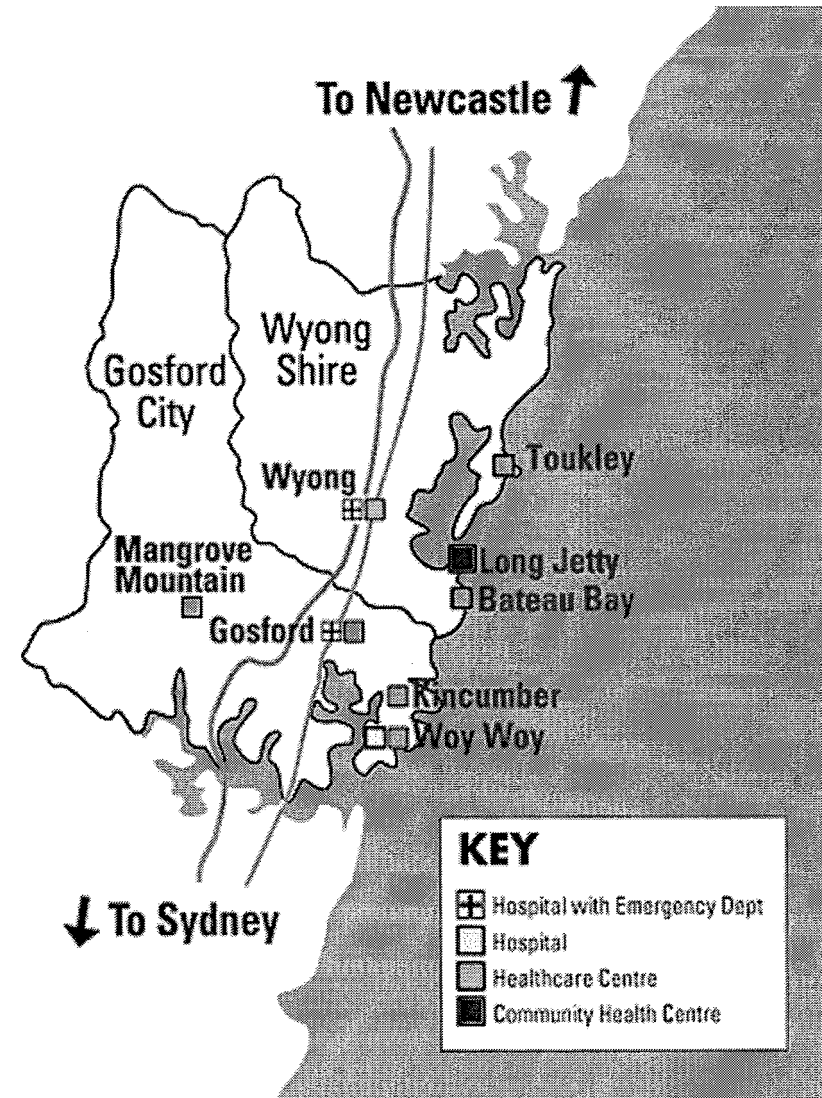 To Newcastle
Wyong
Shire
Gosford
City
Wyong
Toukley
Mangrove
Mountain
Long Jetty
Bateau Bay
Gosford
Kincumber
Woy Woy
KEY
Hospital with Emergency Dept
Hospital
Healthcare Centre
Community Health Centre
To Sydney